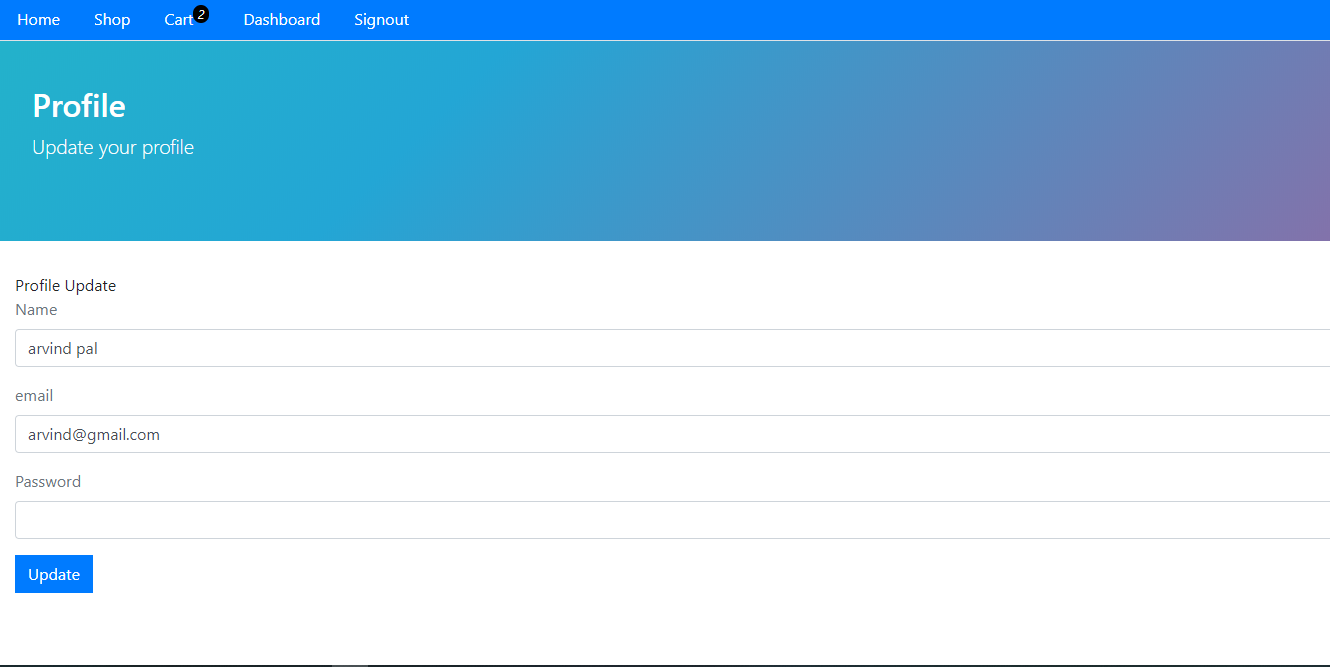 Home Shop Cart 2 Dashboard Signout
Profile
Update your profile
Profile Update
Name
arvind pal
email
arvind@gmail.com
Password
Update